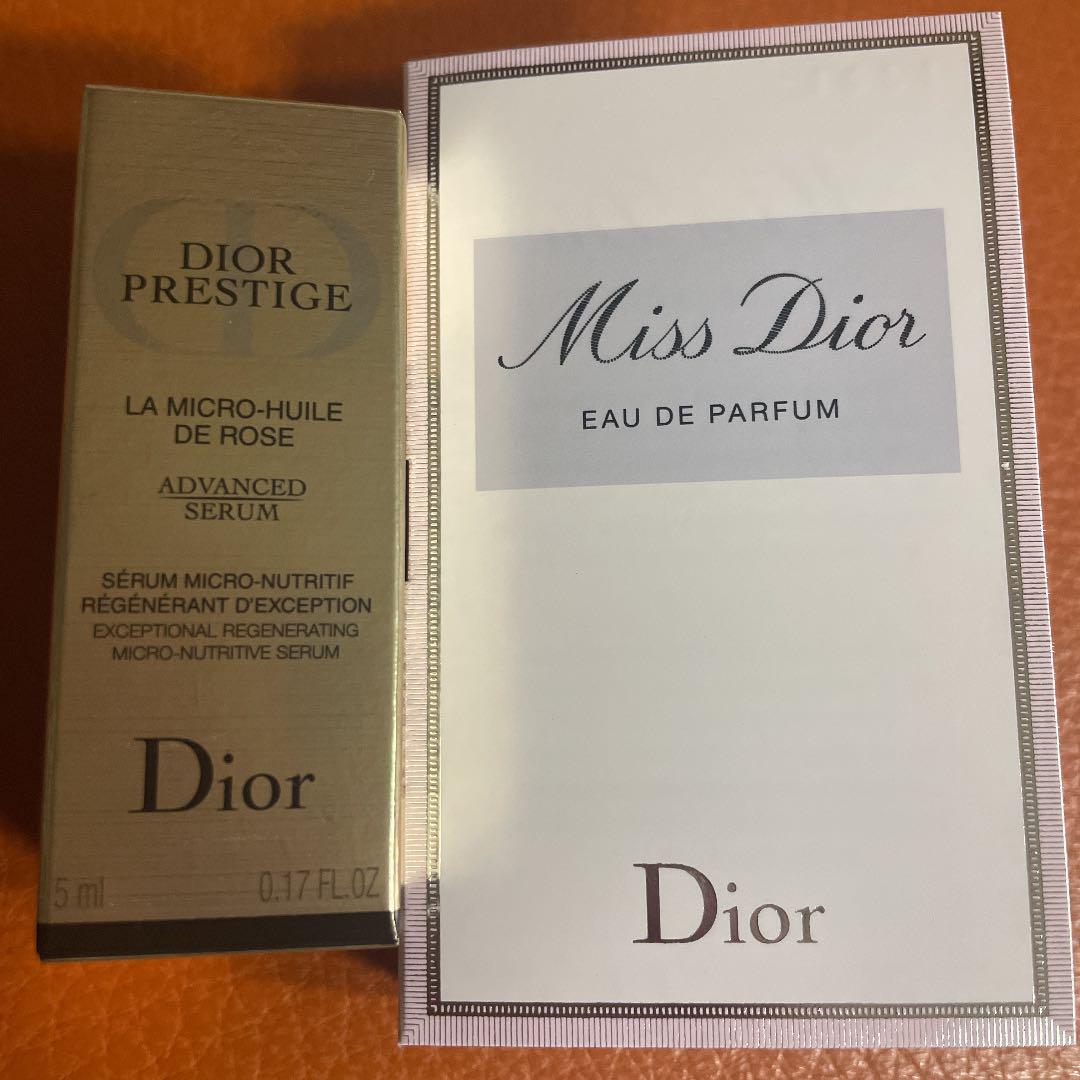 DIOR
PRESTIGE
LA MICRO-HUILE
DE ROSE
ADVANCED
SERUM
SÉRUM MICRO-NUTRITIF
RÉGÉNÉRANT D'EXCEPTION
EXCEPTIONAL REGENERATING
MICRO-NUTRITIVE SERUM
Dior
5 ml 0.17 FL.OZ
Miss Dior
EAU DE PARFUM
Dior